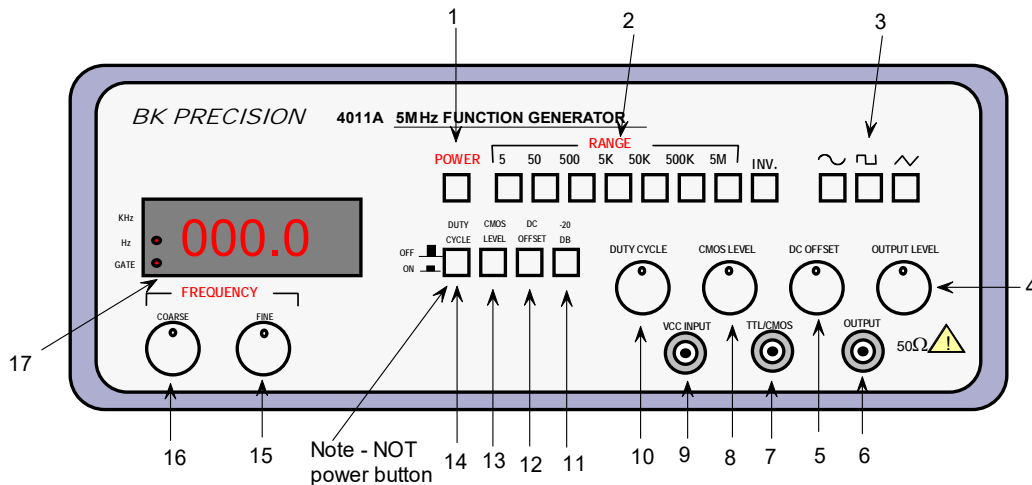 1
2
3
BK PRECISION 4011A 5MHz FUNCTION GENERATOR
RANGE
POWER 5 50 500 5K 50K 500K 5M INV.
KHz
Hz
GATE
000.0
DUTY CYCLE
CMOS LEVEL
DC OFFSET
-20 DB
OFF
ON
DUTY CYCLE CMOS LEVEL DC OFFSET OUTPUT LEVEL
4
FREQUENCY
COARSE FINE
VCC INPUT TTL/CMOS OUTPUT
50Ω !
17
16 15
Note - NOT
power button
14 13 12 11 10 9 8 7 5 6